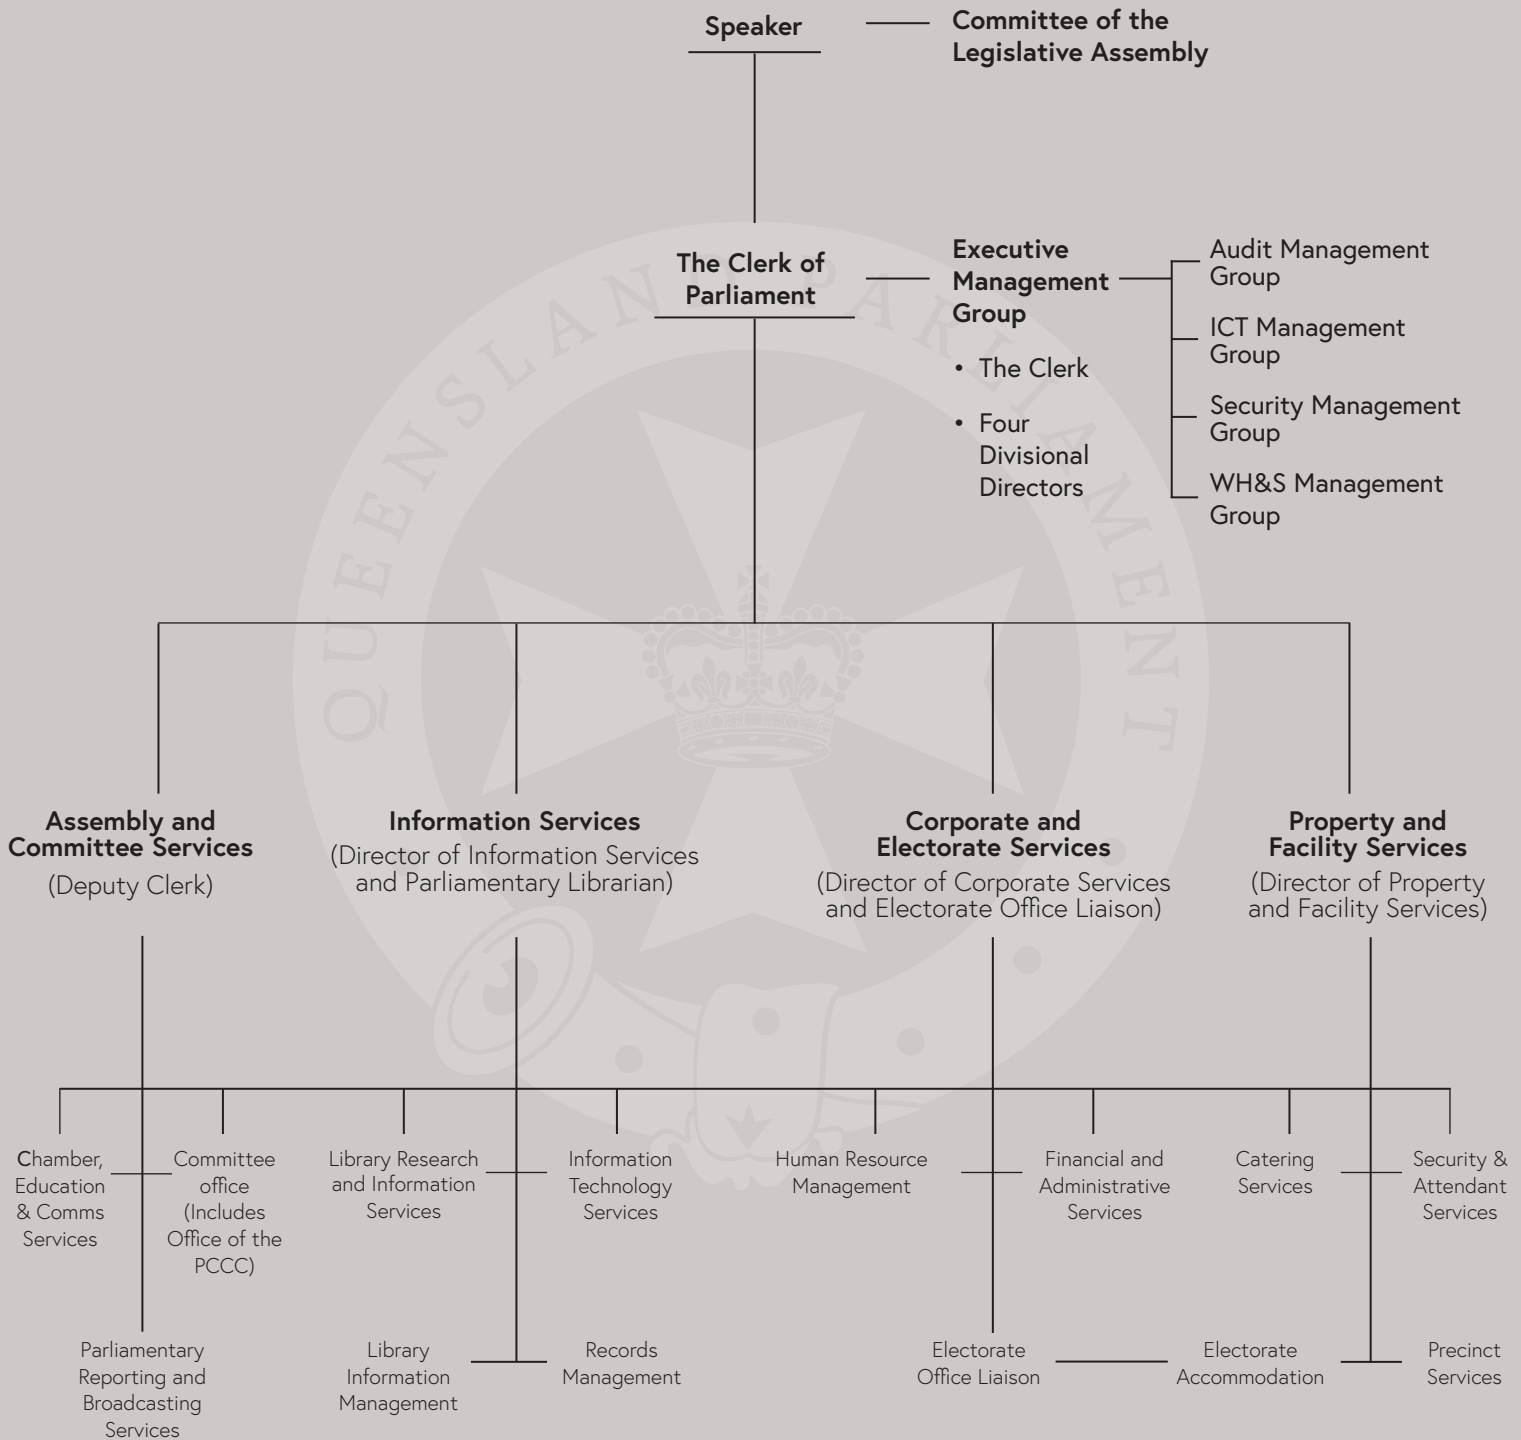 Speaker
Committee of the
Legislative Assembly
The Clerk of
Parliament
Executive
Management
Group
• The Clerk
• Four
Divisional
Directors
Audit Management
Group
ICT Management
Group
Security Management
Group
WH&S Management
Group
QUEENSLAND PARLIAMENT
Assembly and
Committee Services
(Deputy Clerk)
Information Services
(Director of Information Services
and Parliamentary Librarian)
Corporate and
Electorate Services
(Director of Corporate Services
and Electorate Office Liaison)
Property and
Facility Services
(Director of Property
and Facility Services)
Chamber,
Education
& Comms
Services
Committee
office
(Includes
Office of the
PCCC)
Library Research
and Information
Services
Information
Technology
Services
Human Resource
Management
Financial and
Administrative
Services
Catering
Services
Security &
Attendant
Services
Parliamentary
Reporting and
Broadcasting
Services
Library
Information
Management
Records
Management
Electorate
Office Liaison
Electorate
Accommodation
Precinct
Services